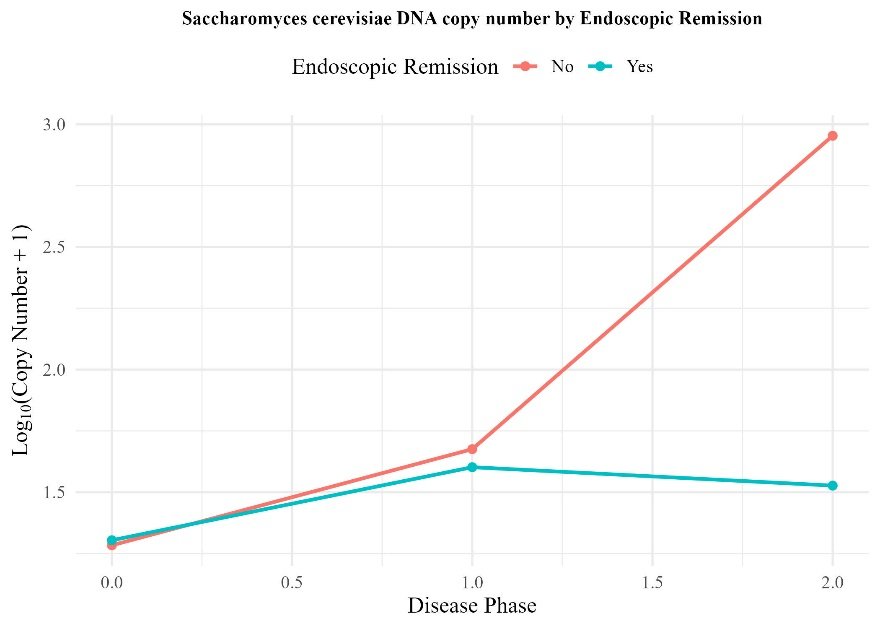 Saccharomyces cerevisiae DNA copy number by Endoscopic Remission
Endoscopic Remission No Yes
3.0
2.5
2.0
1.5
Log10(Copy Number + 1)
0.0 0.5 1.0 1.5 2.0
Disease Phase